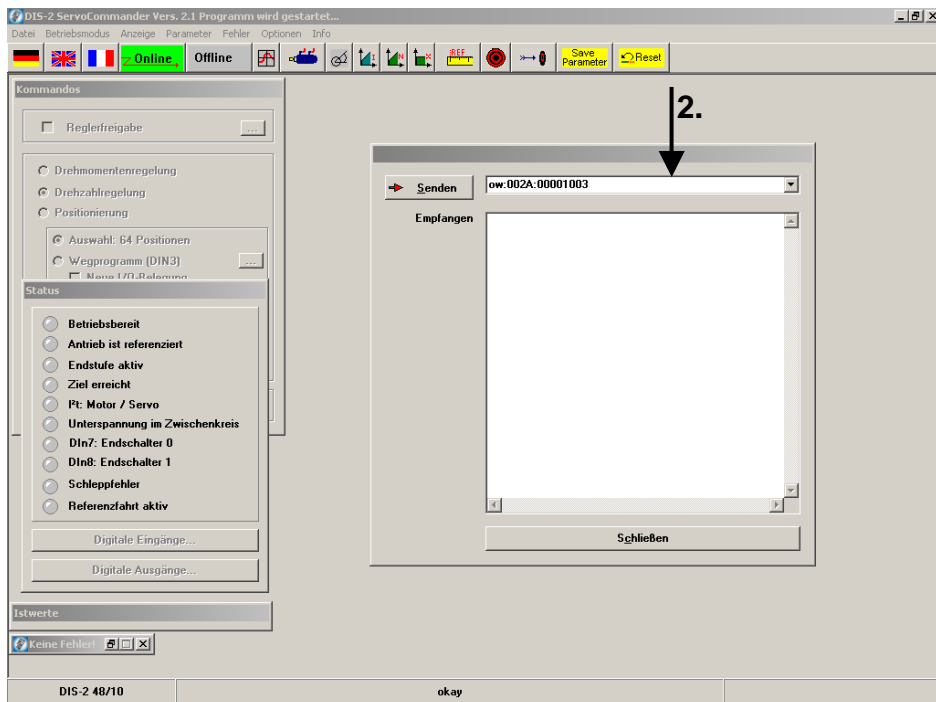 DIS-2 ServoCommander Vers. 2.1 Programm wird gestartet...
Datei Betriebsmodus Anzeige Parameter Fehler Optionen Info
Online Offline REF Save Parameter Reset
Kommandos
Reglerfreigabe ...
Drehmomentenregelung
Drehzahlregelung
Positionierung
Auswahl: 64 Positionen
Wegprogramm (DIN3) ...
Neue I/O-Belegung
Status
Betriebsbereit
Antrieb ist referenziert
Endstufe aktiv
Ziel erreicht
I²t: Motor / Servo
Unterspannung im Zwischenkreis
DIn7: Endschalter 0
DIn8: Endschalter 1
Schleppfehler
Referenzfahrt aktiv
Digitale Eingänge...
Digitale Ausgänge...
Istwerte
Keine Fehler!
2.
Senden ow:002A:00001003
Empfangen
Schließen
DIS-2 48/10 okay